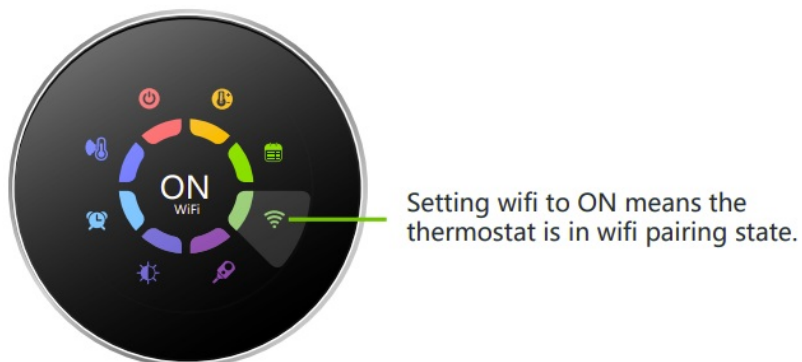 ON
WiFi
Setting wifi to ON means the
thermostat is in wifi pairing state.